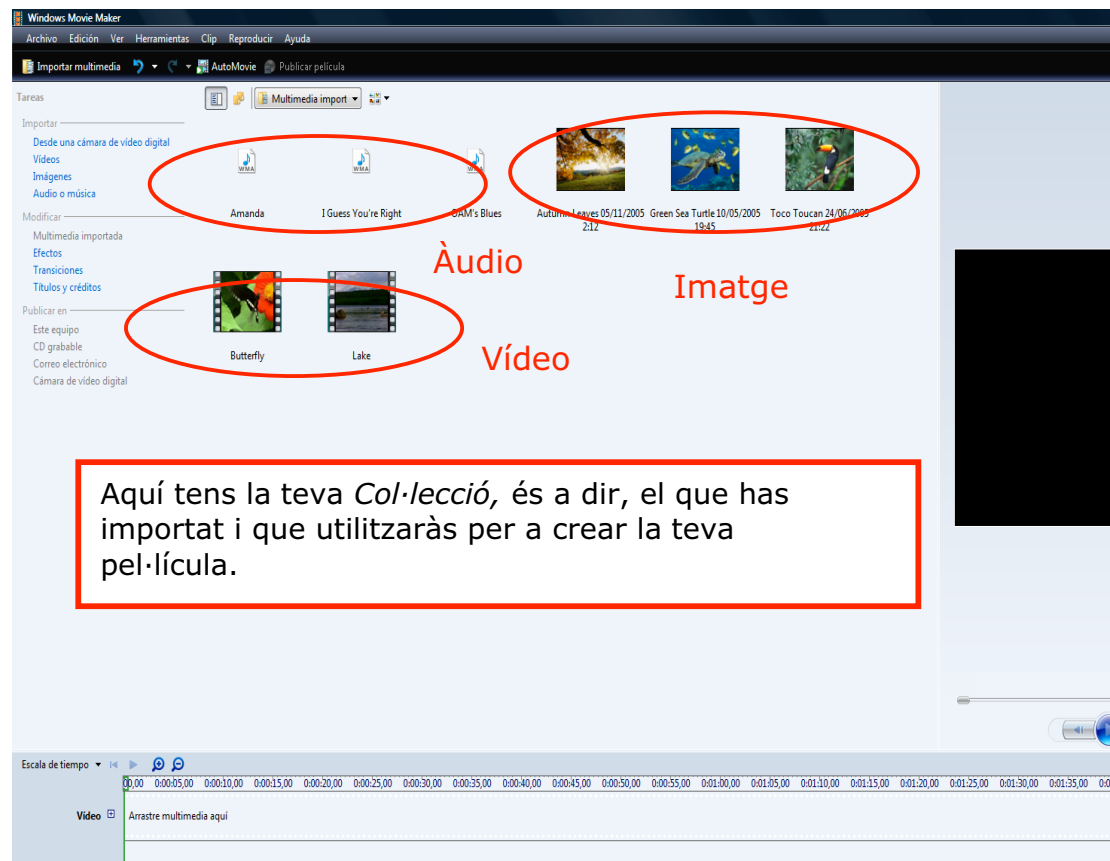 Windows Movie Maker
Archivo Edición Ver Herramientas Clip Reproducir Ayuda
Importar multimedia AutoMovie Publicar película
Tareas
Multimedia import
Importar
Desde una cámara de vídeo digital
Vídeos
Imágenes
Audio o música
Modificar
Multimedia importada
Efectos
Transiciones
Títulos y créditos
Publicar en
Este equipo
CD grabable
Correo electrónico
Cámara de vídeo digital
WMA WMA WMA
Amanda I Guess You're Right OAM's Blues Autumn Leaves 05/11/2005 Green Sea Turtle 10/05/2005 Toco Toucan 24/06/2005
2:12 19:45 21:22
Àudio
Imatge
Butterfly Lake
Vídeo
Aquí tens la teva Col·lecció, és a dir, el que has
importat i que utilitzaràs per a crear la teva
pel·lícula.
Escala de tiempo
00,00 0:00:05,00 0:00:10,00 0:00:15,00 0:00:20,00 0:00:25,00 0:00:30,00 0:00:35,00 0:00:40,00 0:00:45,00 0:00:50,00 0:00:55,00 0:01:00,00 0:01:05,00 0:01:10,00 0:01:15,00 0:01:20,00 0:01:25,00 0:01:30,00 0:01:35,00 0:0
Vídeo Arrastre multimedia aquí